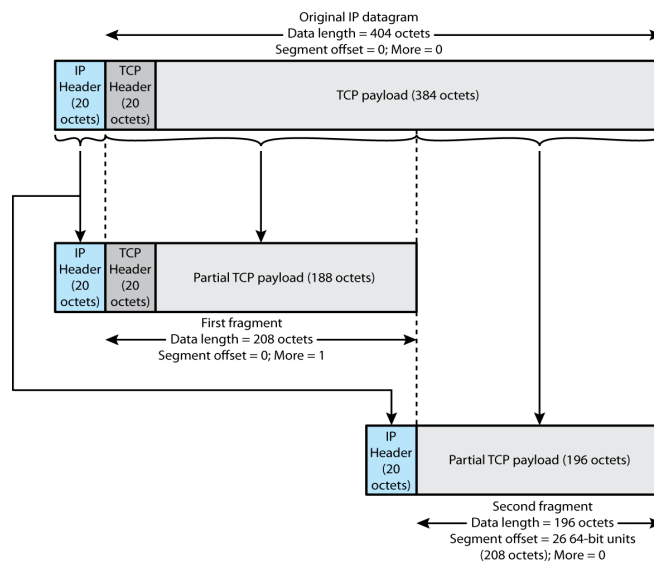 Original IP datagram
Data length = 404 octets
Segment offset = 0; More = 0
IP
Header
(20
octets)
TCP
Header
(20
octets)
TCP payload (384 octets)
IP
Header
(20
octets)
TCP
Header
(20
octets)
Partial TCP payload (188 octets)
First fragment
Data length = 208 octets
Segment offset = 0; More = 1
IP
Header
(20
octets)
Partial TCP payload (196 octets)
Second fragment
Data length = 196 octets
Segment offset = 26 64-bit units
(208 octets); More = 0